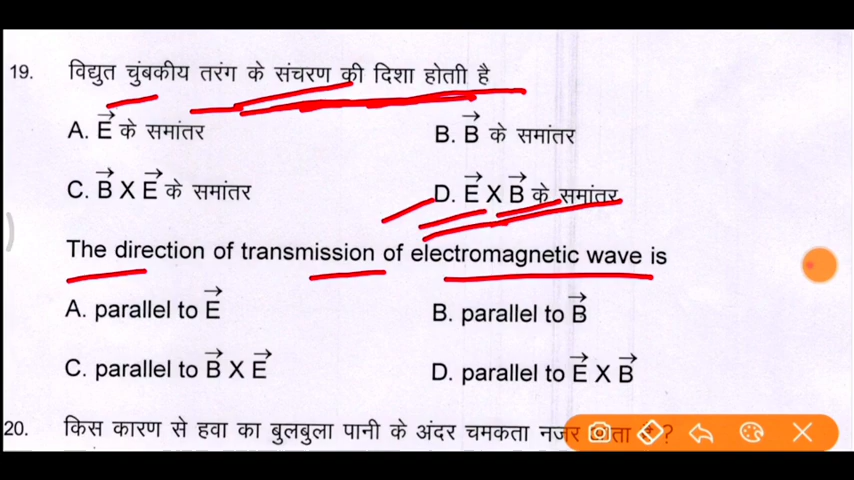 19. विद्युत चुंबकीय तरंग के संचरण की दिशा होताी है
A. E⃗ के समांतर B. B⃗ के समांतर
C. B⃗ X E⃗ के समांतर D. E⃗ X B⃗ के समांतर
The direction of transmission of electromagnetic wave is
A. parallel to E⃗ B. parallel to B⃗
C. parallel to B⃗ X E⃗ D. parallel to E⃗ X B⃗
20. किस कारण से हवा का बुलबुला पानी के अंदर चमकता नजर है ?